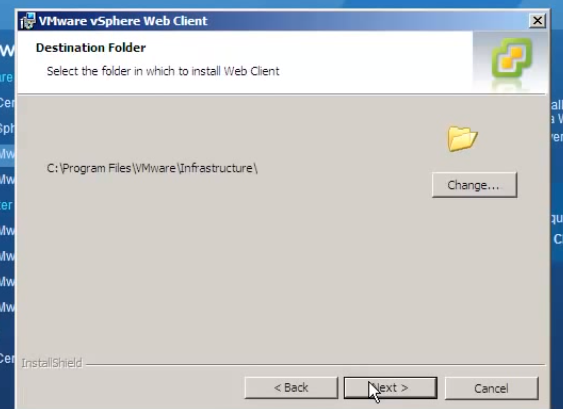 VMware vSphere Web Client
Destination Folder
Select the folder in which to install Web Client
C:\Program Files\VMware\Infrastructure\
Change...
InstallShield
< Back
Next >
Cancel